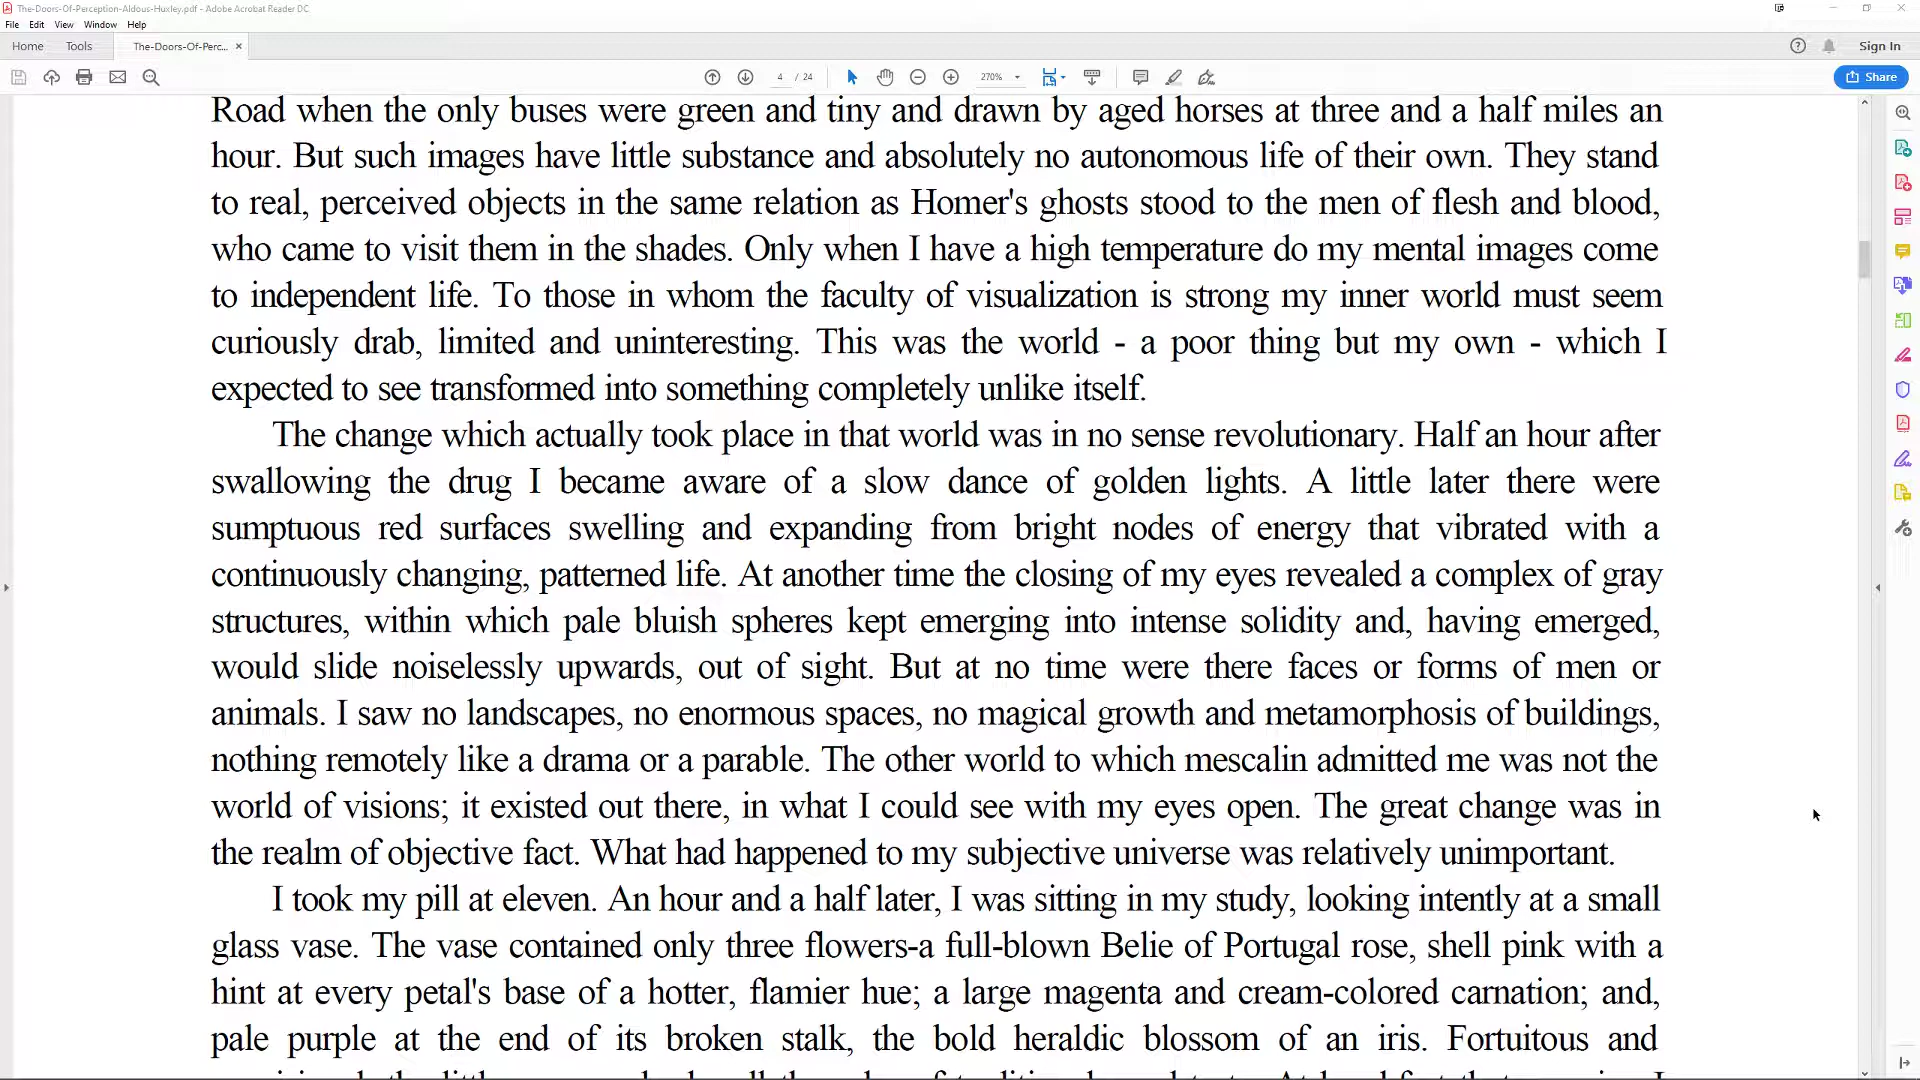 The-Doors-Of-Perception-Aldous-Huxley.pdf - Adobe Acrobat Reader DC
File Edit View Window Help
Home Tools The-Doors-Of-Perc... × Sign In
4 / 24 270% Share
Road when the only buses were green and tiny and drawn by aged horses at three and a half miles an
hour. But such images have little substance and absolutely no autonomous life of their own. They stand
to real, perceived objects in the same relation as Homer's ghosts stood to the men of flesh and blood,
who came to visit them in the shades. Only when I have a high temperature do my mental images come
to independent life. To those in whom the faculty of visualization is strong my inner world must seem
curiously drab, limited and uninteresting. This was the world - a poor thing but my own - which I
expected to see transformed into something completely unlike itself.
The change which actually took place in that world was in no sense revolutionary. Half an hour after
swallowing the drug I became aware of a slow dance of golden lights. A little later there were
sumptuous red surfaces swelling and expanding from bright nodes of energy that vibrated with a
continuously changing, patterned life. At another time the closing of my eyes revealed a complex of gray
structures, within which pale bluish spheres kept emerging into intense solidity and, having emerged,
would slide noiselessly upwards, out of sight. But at no time were there faces or forms of men or
animals. I saw no landscapes, no enormous spaces, no magical growth and metamorphosis of buildings,
nothing remotely like a drama or a parable. The other world to which mescalin admitted me was not the
world of visions; it existed out there, in what I could see with my eyes open. The great change was in
the realm of objective fact. What had happened to my subjective universe was relatively unimportant.
I took my pill at eleven. An hour and a half later, I was sitting in my study, looking intently at a small
glass vase. The vase contained only three flowers-a full-blown Belie of Portugal rose, shell pink with a
hint at every petal's base of a hotter, flamier hue; a large magenta and cream-colored carnation; and,
pale purple at the end of its broken stalk, the bold heraldic blossom of an iris. Fortuitous and